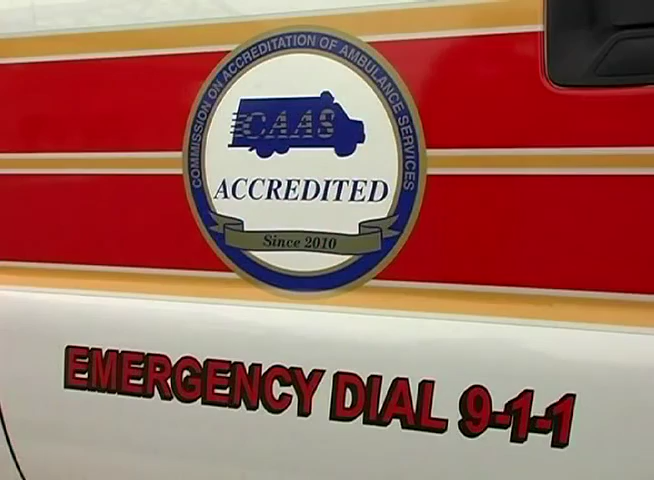 COMMISSION ON ACCREDITATION OF AMBULANCE SERVICES
CAAS
ACCREDITED
Since 2010
EMERGENCY DIAL 9-1-1